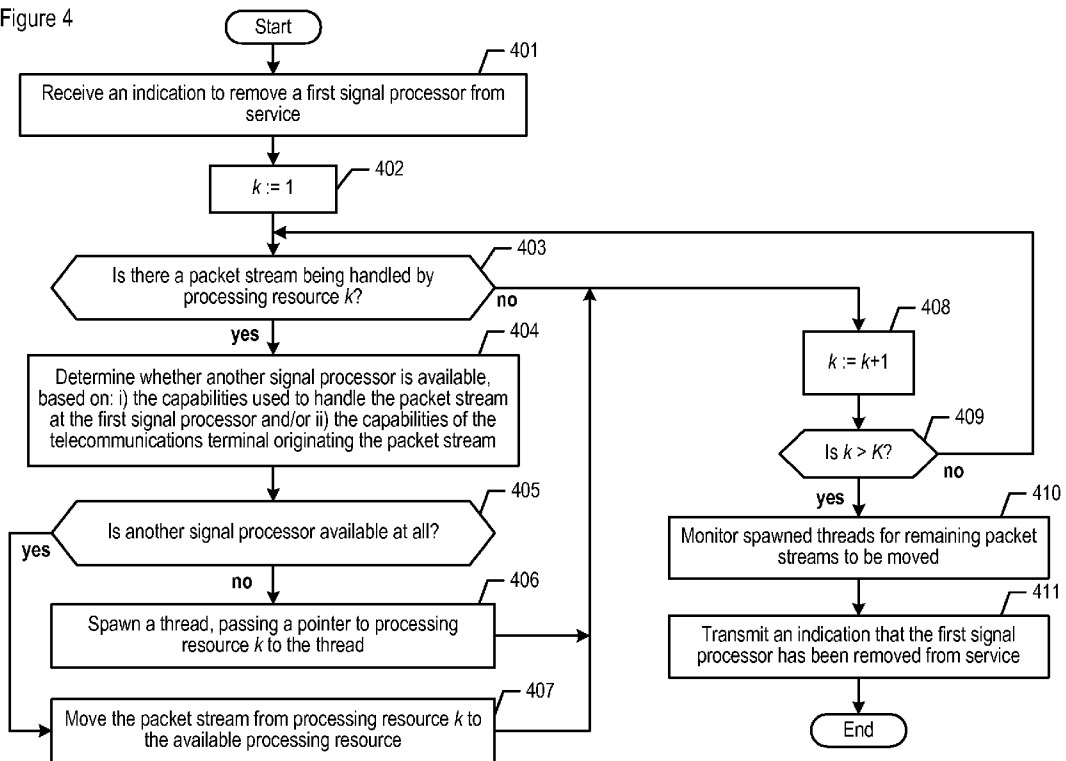 Figure 4
Start
401
Receive an indication to remove a first signal processor from
service
402
k := 1
403
Is there a packet stream being handled by
processing resource k?
no
yes
404
Determine whether another signal processor is available,
based on: i) the capabilities used to handle the packet stream
at the first signal processor and/or ii) the capabilities of the
telecommunications terminal originating the packet stream
405
Is another signal processor available at all?
yes
no
406
Spawn a thread, passing a pointer to processing
resource k to the thread
407
Move the packet stream from processing resource k to
the available processing resource
408
k := k+1
409
Is k > K?
no
yes
410
Monitor spawned threads for remaining packet
streams to be moved
411
Transmit an indication that the first signal
processor has been removed from service
End